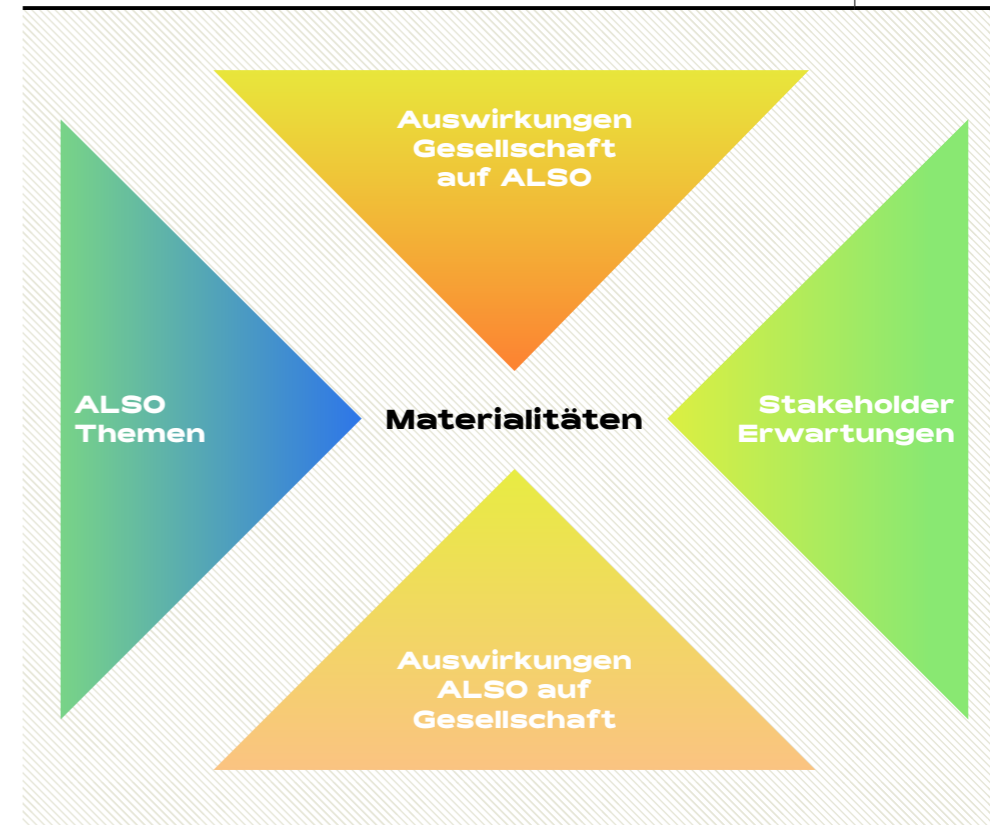 Auswirkungen
Gesellschaft
auf ALSO
ALSO
Themen
Materialitäten
Stakeholder
Erwartungen
Auswirkungen
ALSO auf
Gesellschaft